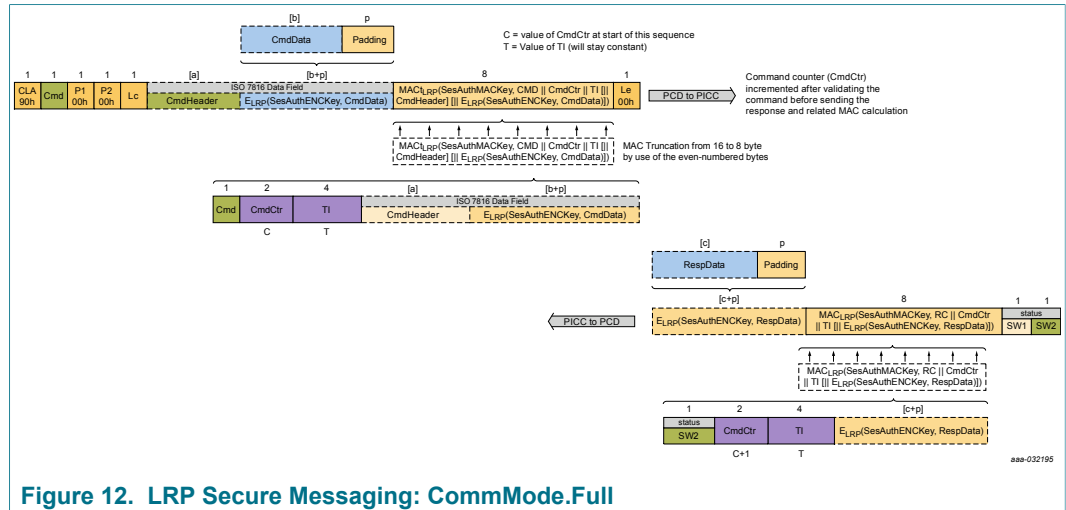 [b]
p
CmdData
Padding
C = value of CmdCtr at start of this sequence
T = Value of TI (will stay constant)
1
1
1
1
1
[a]
[b+p]
8
1
CLA
90h
Cmd
P1
00h
P2
00h
Lc
ISO 7816 Data Field
CmdHeader
ELRP(SesAuthENCKey, CmdData)
MACtLRP(SesAuthMACKey, CMD || CmdCtr || TI [||
CmdHeader] [|| ELRP(SesAuthENCKey, CmdData)])
Le
00h
PCD to PICC
Command counter (CmdCtr)
incremented after validating the
command before sending the
response and related MAC calculation
MACtLRP(SesAuthMACKey, CMD || CmdCtr || TI [||
CmdHeader] [|| ELRP(SesAuthENCKey, CmdData)])
MAC Truncation from 16 to 8 byte
by use of the even-numbered bytes
1
2
4
[a]
[b+p]
Cmd
CmdCtr
TI
ISO 7816 Data Field
CmdHeader
ELRP(SesAuthENCKey, CmdData)
C
T
[c]
p
RespData
Padding
[c+p]
8
1
1
PICC to PCD
ELRP(SesAuthENCKey, RespData)
MACLRP(SesAuthMACKey, RC || CmdCtr
|| TI [|| ELRP(SesAuthENCKey, RespData)])
status
SW1
SW2
MACLRP(SesAuthMACKey, RC || CmdCtr
|| TI [|| ELRP(SesAuthENCKey, RespData)])
1
2
4
[c+p]
status
SW2
CmdCtr
TI
ELRP(SesAuthENCKey, RespData)
C+1
T
aaa-032195
Figure 12. LRP Secure Messaging: CommMode.Full